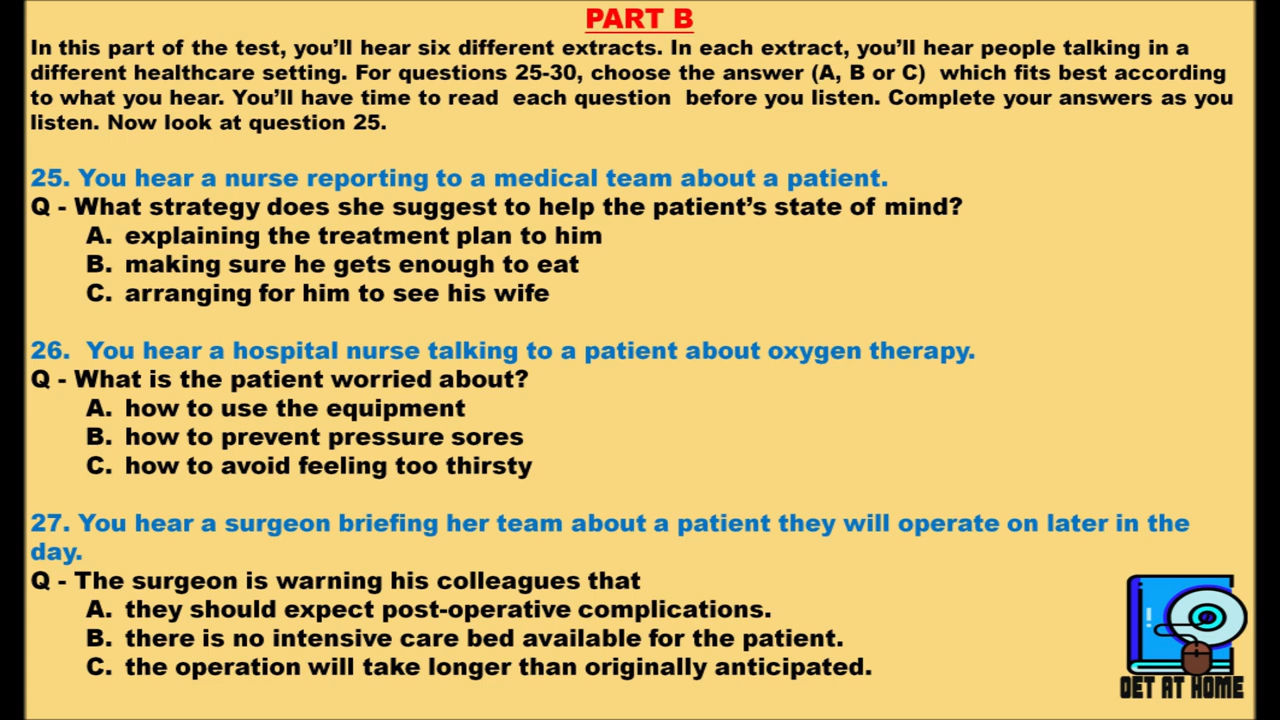 PART B
In this part of the test, you’ll hear six different extracts. In each extract, you’ll hear people talking in a
different healthcare setting. For questions 25-30, choose the answer (A, B or C) which fits best according
to what you hear. You’ll have time to read each question before you listen. Complete your answers as you
listen. Now look at question 25.
25. You hear a nurse reporting to a medical team about a patient.
Q - What strategy does she suggest to help the patient’s state of mind?
A. explaining the treatment plan to him
B. making sure he gets enough to eat
C. arranging for him to see his wife
26. You hear a hospital nurse talking to a patient about oxygen therapy.
Q - What is the patient worried about?
A. how to use the equipment
B. how to prevent pressure sores
C. how to avoid feeling too thirsty
27. You hear a surgeon briefing her team about a patient they will operate on later in the
day.
Q - The surgeon is warning his colleagues that
A. they should expect post-operative complications.
B. there is no intensive care bed available for the patient.
C. the operation will take longer than originally anticipated.
OET AT HOME